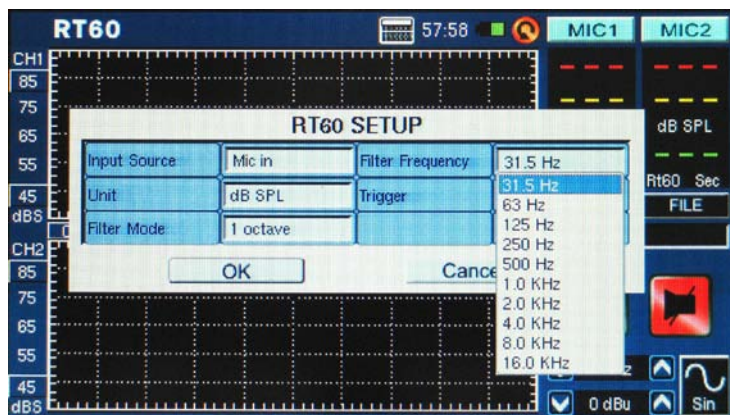 RT60 57:58 MIC1 MIC2
CH1
85
75
65
55
45
dBS
RT60 SETUP
Input Source Mic in Filter Frequency 31.5 Hz
Unit dB SPL Trigger
Filter Mode 1 octave
OK Cance
31.5 Hz
63 Hz
125 Hz
250 Hz
500 Hz
1.0 KHz
2.0 KHz
4.0 KHz
8.0 KHz
16.0 KHz
dB SPL
Rt60 Sec
FILE
CH2
85
75
65
55
45
dBS
0 dBu Sin